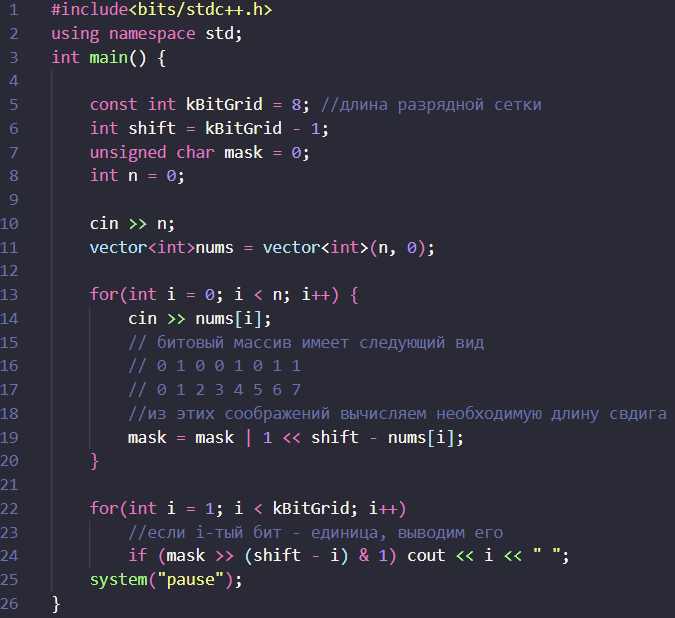 1 #include<bits/stdc++.h>
2 using namespace std;
3 int main() {
4
5 const int kBitGrid = 8; //длина разрядной сетки
6 int shift = kBitGrid - 1;
7 unsigned char mask = 0;
8 int n = 0;
9
10 cin >> n;
11 vector<int>nums = vector<int>(n, 0);
12
13 for(int i = 0; i < n; i++) {
14 cin >> nums[i];
15 // битовый массив имеет следующий вид
16 // 0 1 0 0 1 0 1 1
17 // 0 1 2 3 4 5 6 7
18 //из этих соображений вычисляем необходимую длину свдига
19 mask = mask | 1 << shift - nums[i];
20 }
21
22 for(int i = 1; i < kBitGrid; i++)
23 //если i-тый бит - единица, выводим его
24 if (mask >> (shift - i) & 1) cout << i << " ";
25 system("pause");
26 }